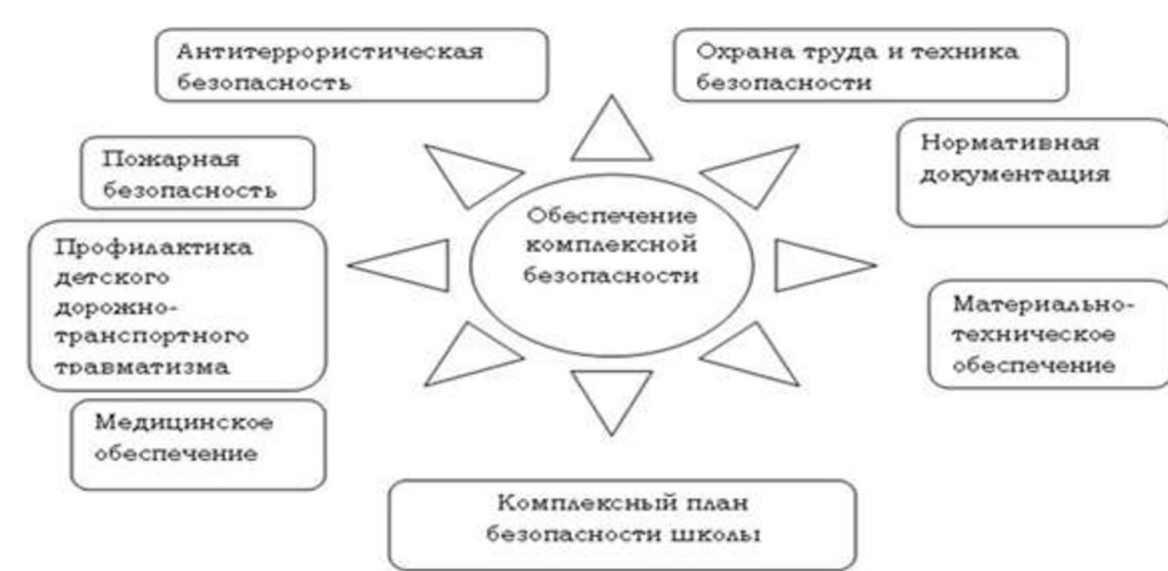 Антитеррористическая
безопасность
Охрана труда и техника
безопасности
Пожарная
безопасность
Нормативная
документация
Обеспечение
комплексной
безопасности
Профилактика
детского
дорожно-
транспортного
травматизма
Материально-
техническое
обеспечение
Медицинское
обеспечение
Комплексный план
безопасности школы